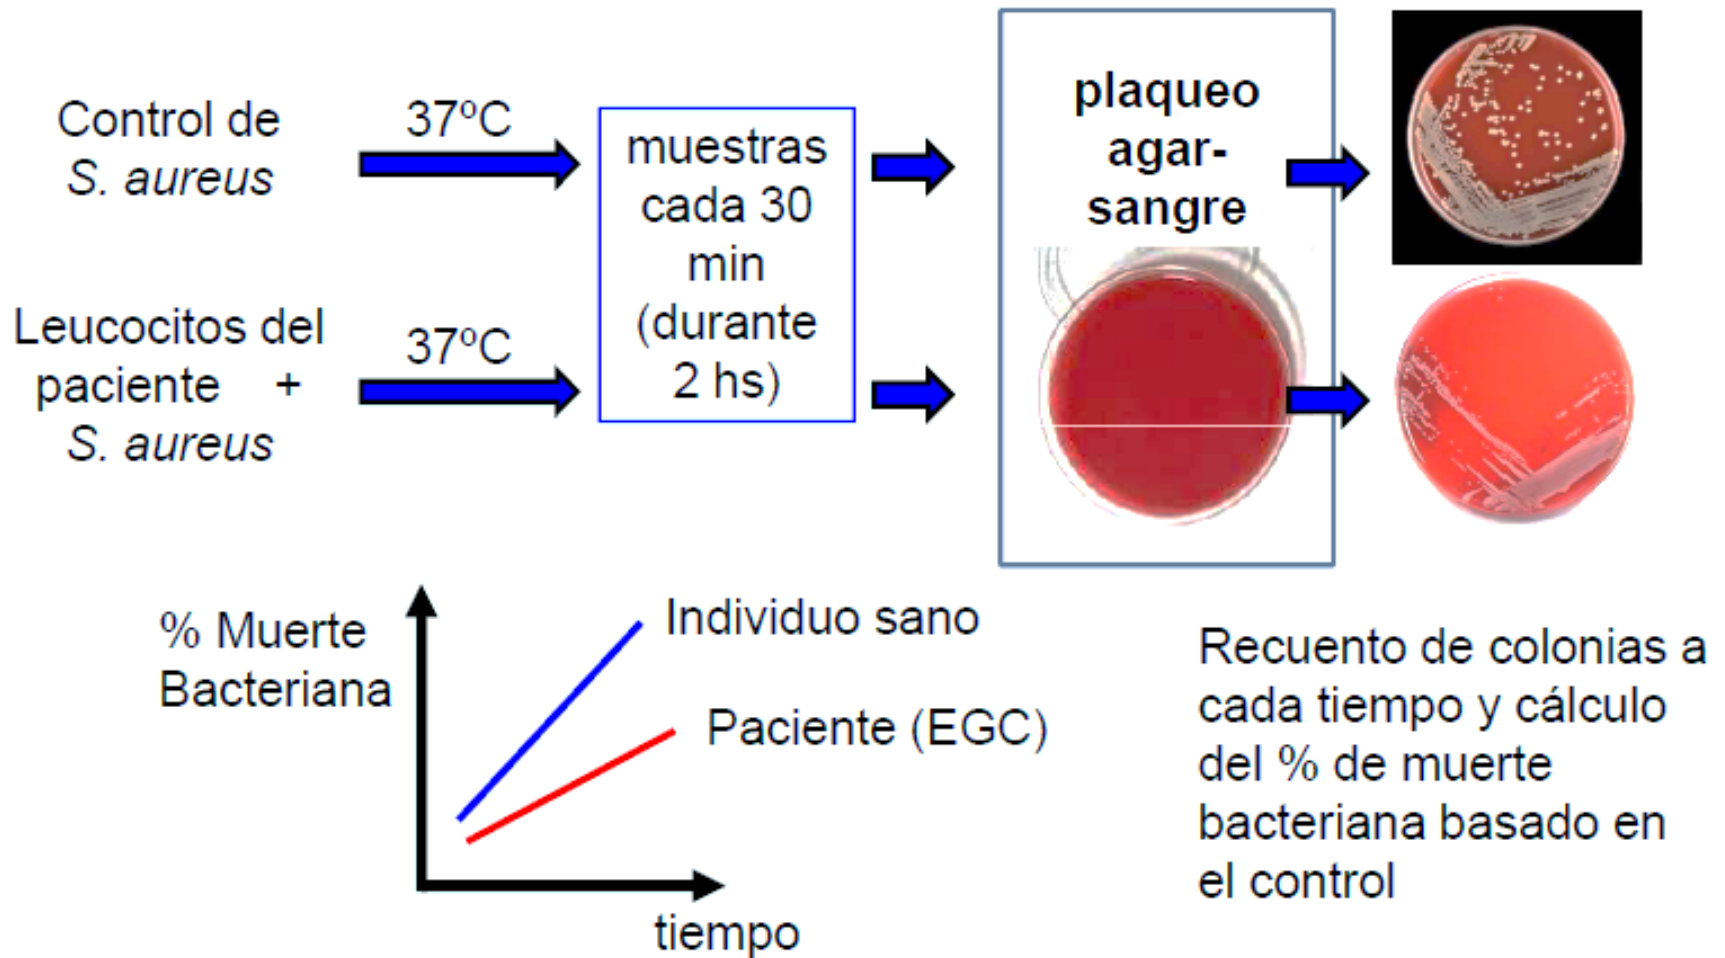 Control de
S. aureus
37ºC
muestras
cada 30
min
(durante
2 hs)
plaqueo
agar-
sangre
Leucocitos del
paciente +
S. aureus
37ºC
% Muerte
Bacteriana
Individuo sano
Paciente (EGC)
tiempo
Recuento de colonias a
cada tiempo y cálculo
del % de muerte
bacteriana basado en
el control